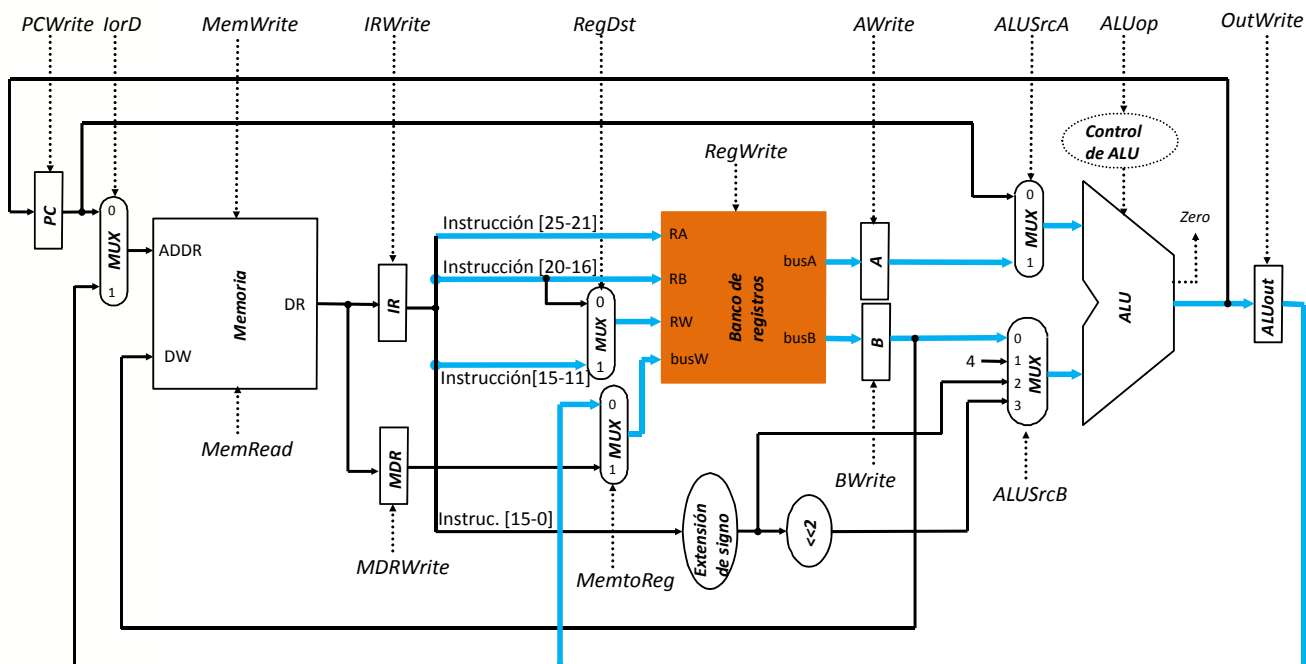 PCWrite IorD MemWrite IRWrite RegDst AWrite ALUSrcA ALUop OutWrite
Control
de ALU
RegWrite
PC
0
MUX
1
ADDR
Memoria
DR
DW
IR
Instrucción [25-21]
Instrucción [20-16]
0
MUX
1
Instrucción[15-11]
RA
RB
RW
busW
Banco de
registros
busA
busB
A
B
0
MUX
1
Zero
ALU
ALUout
0
4
1
2
3
MUX
MemRead
MDR
0
MUX
1
BWrite
ALUSrcB
Instruc. [15-0]
Extensión
de signo
<<2
MDRWrite
MemtoReg